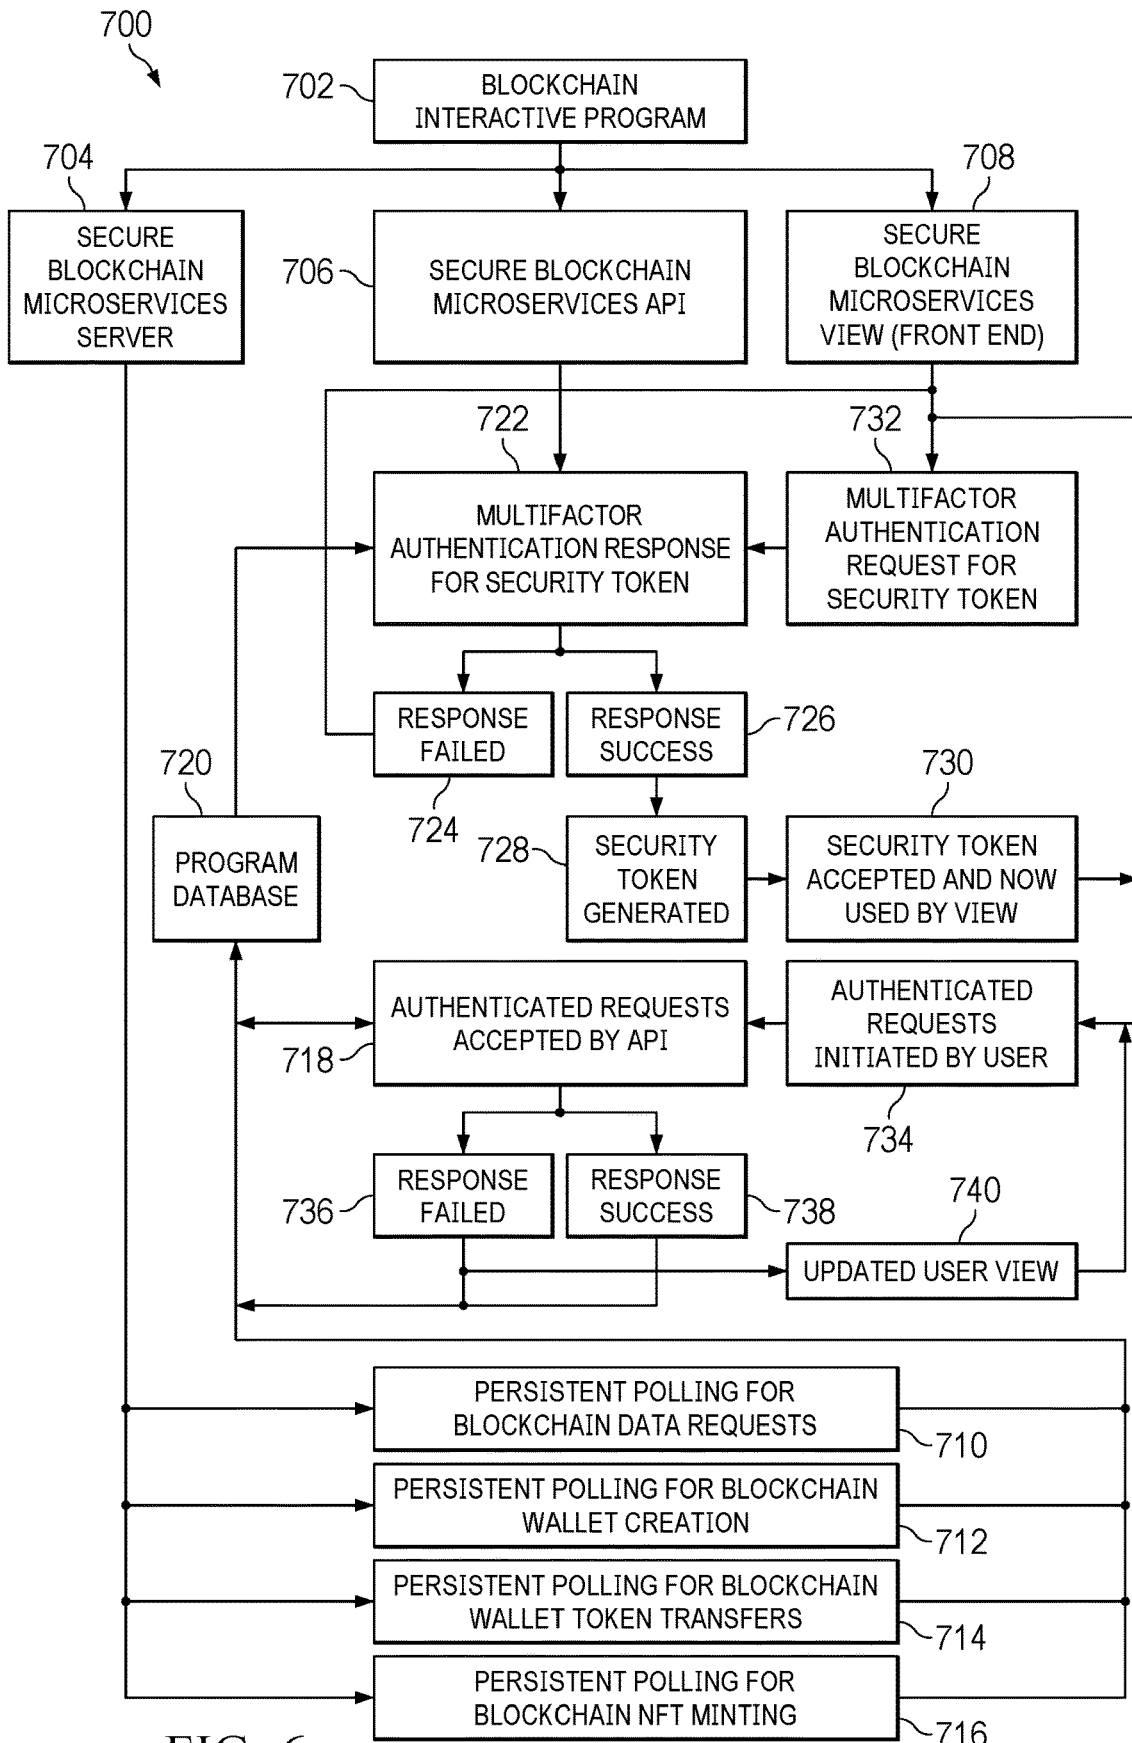 700
702
BLOCKCHAIN
INTERACTIVE PROGRAM
704
708
SECURE
BLOCKCHAIN
MICROSERVICES
SERVER
706
SECURE BLOCKCHAIN
MICROSERVICES API
SECURE
BLOCKCHAIN
MICROSERVICES
VIEW (FRONT END)
722
732
MULTIFACTOR
AUTHENTICATION RESPONSE
FOR SECURITY TOKEN
MULTIFACTOR
AUTHENTICATION
REQUEST FOR
SECURITY TOKEN
RESPONSE
FAILED
RESPONSE
SUCCESS
726
720
724
730
PROGRAM
DATABASE
728
SECURITY
TOKEN
GENERATED
SECURITY TOKEN
ACCEPTED AND NOW
USED BY VIEW
AUTHENTICATED REQUESTS
ACCEPTED BY API
718
AUTHENTICATED
REQUESTS
INITIATED BY USER
734
736
RESPONSE
FAILED
RESPONSE
SUCCESS
738
740
UPDATED USER VIEW
PERSISTENT POLLING FOR
BLOCKCHAIN DATA REQUESTS
710
PERSISTENT POLLING FOR BLOCKCHAIN
WALLET CREATION
712
PERSISTENT POLLING FOR BLOCKCHAIN
WALLET TOKEN TRANSFERS
714
PERSISTENT POLLING FOR
BLOCKCHAIN NFT MINTING
716